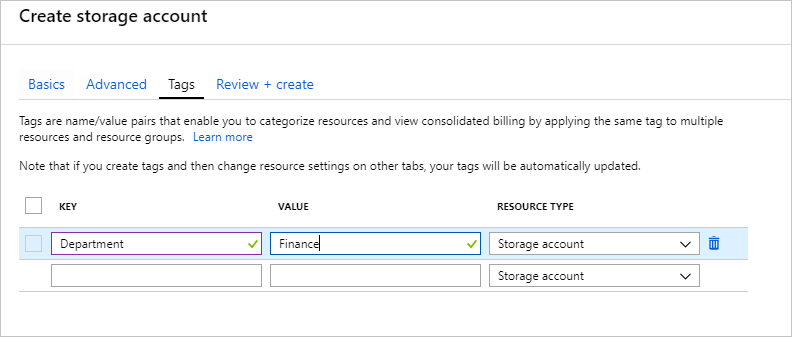 Create storage account
Basics Advanced Tags Review + create
Tags are name/value pairs that enable you to categorize resources and view consolidated billing by applying the same tag to multiple
resources and resource groups. Learn more
Note that if you create tags and then change resource settings on other tabs, your tags will be automatically updated.
KEY VALUE RESOURCE TYPE
Department Finance Storage account
Storage account